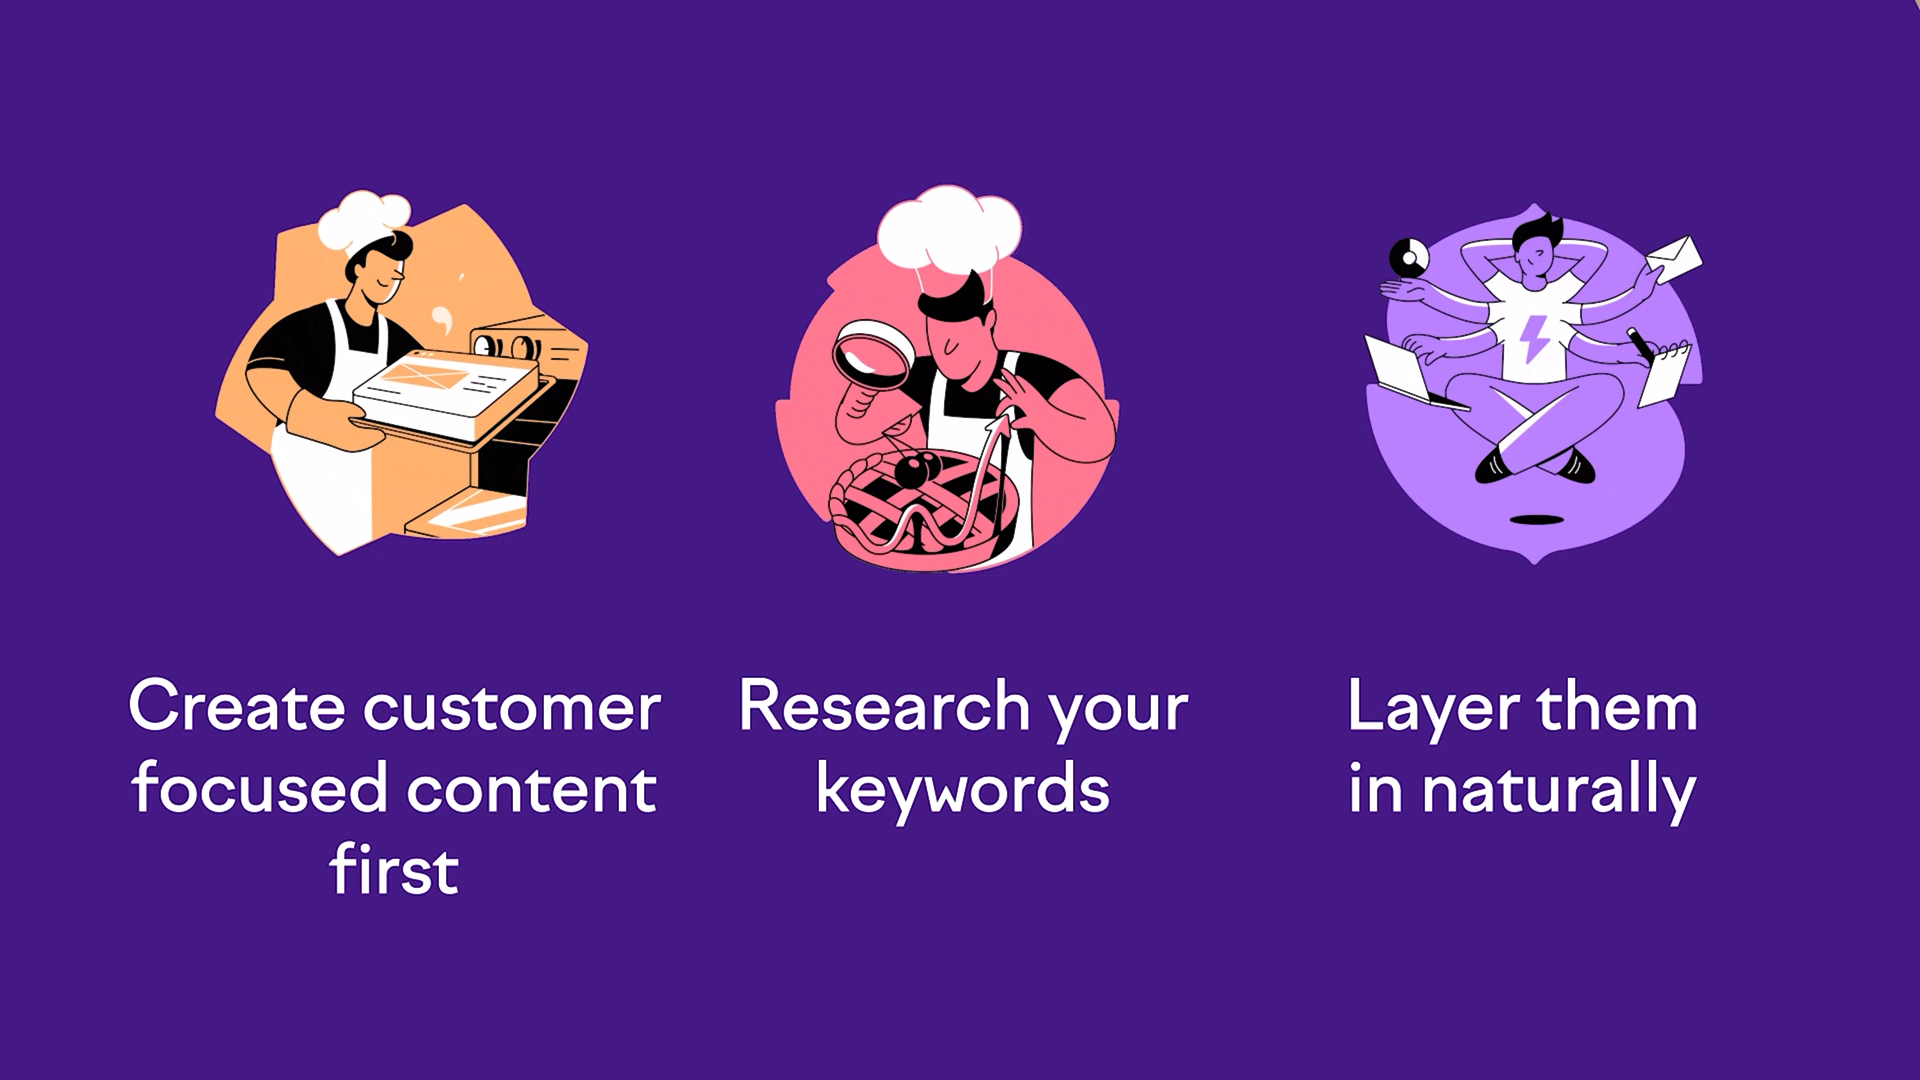 Create customer
focused content
first
Research your
keywords
Layer them
in naturally